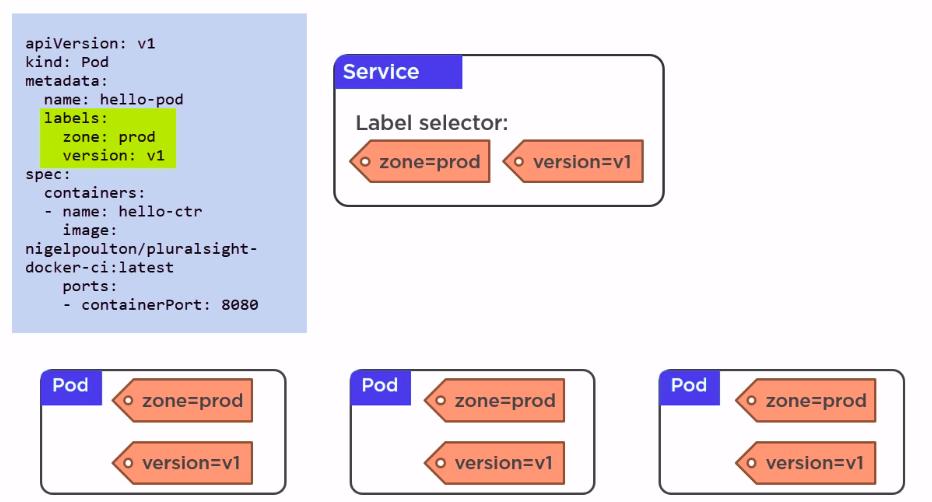 apiVersion: v1
kind: Pod
metadata:
  name: hello-pod
  labels:
    zone: prod
    version: v1
spec:
  containers:
  - name: hello-ctr
    image:
nigelpoulton/pluralsight-
docker-ci:latest
    ports:
    - containerPort: 8080
Service
Label selector:
zone=prod version=v1
Pod
zone=prod
version=v1
Pod
zone=prod
version=v1
Pod
zone=prod
version=v1